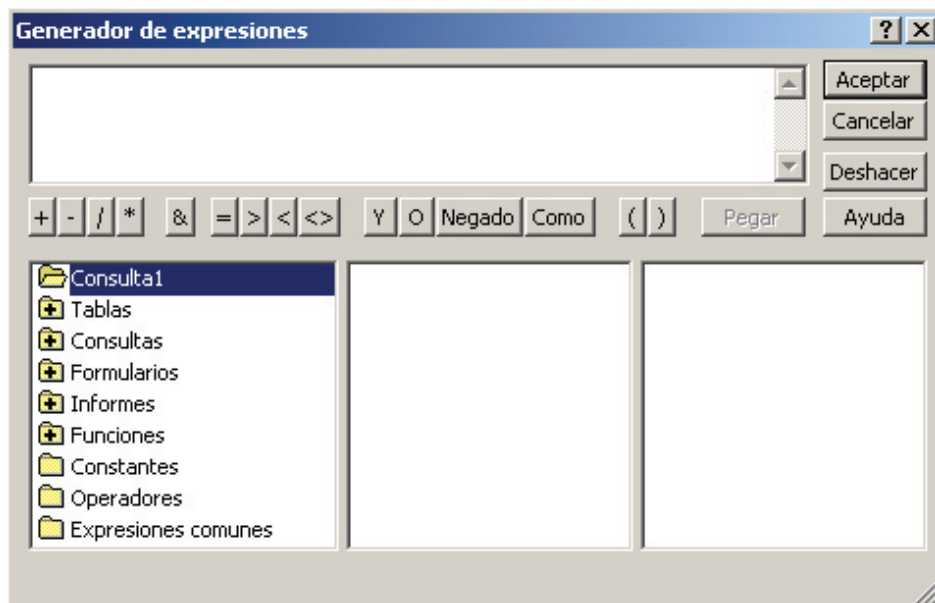 Generador de expresiones ? X
Aceptar
Cancelar
Deshacer
+ - / * & = > < <> Y O Negado Como ( ) Pegar Ayuda
Consulta1
Tablas
Consultas
Formularios
Informes
Funciones
Constantes
Operadores
Expresiones comunes